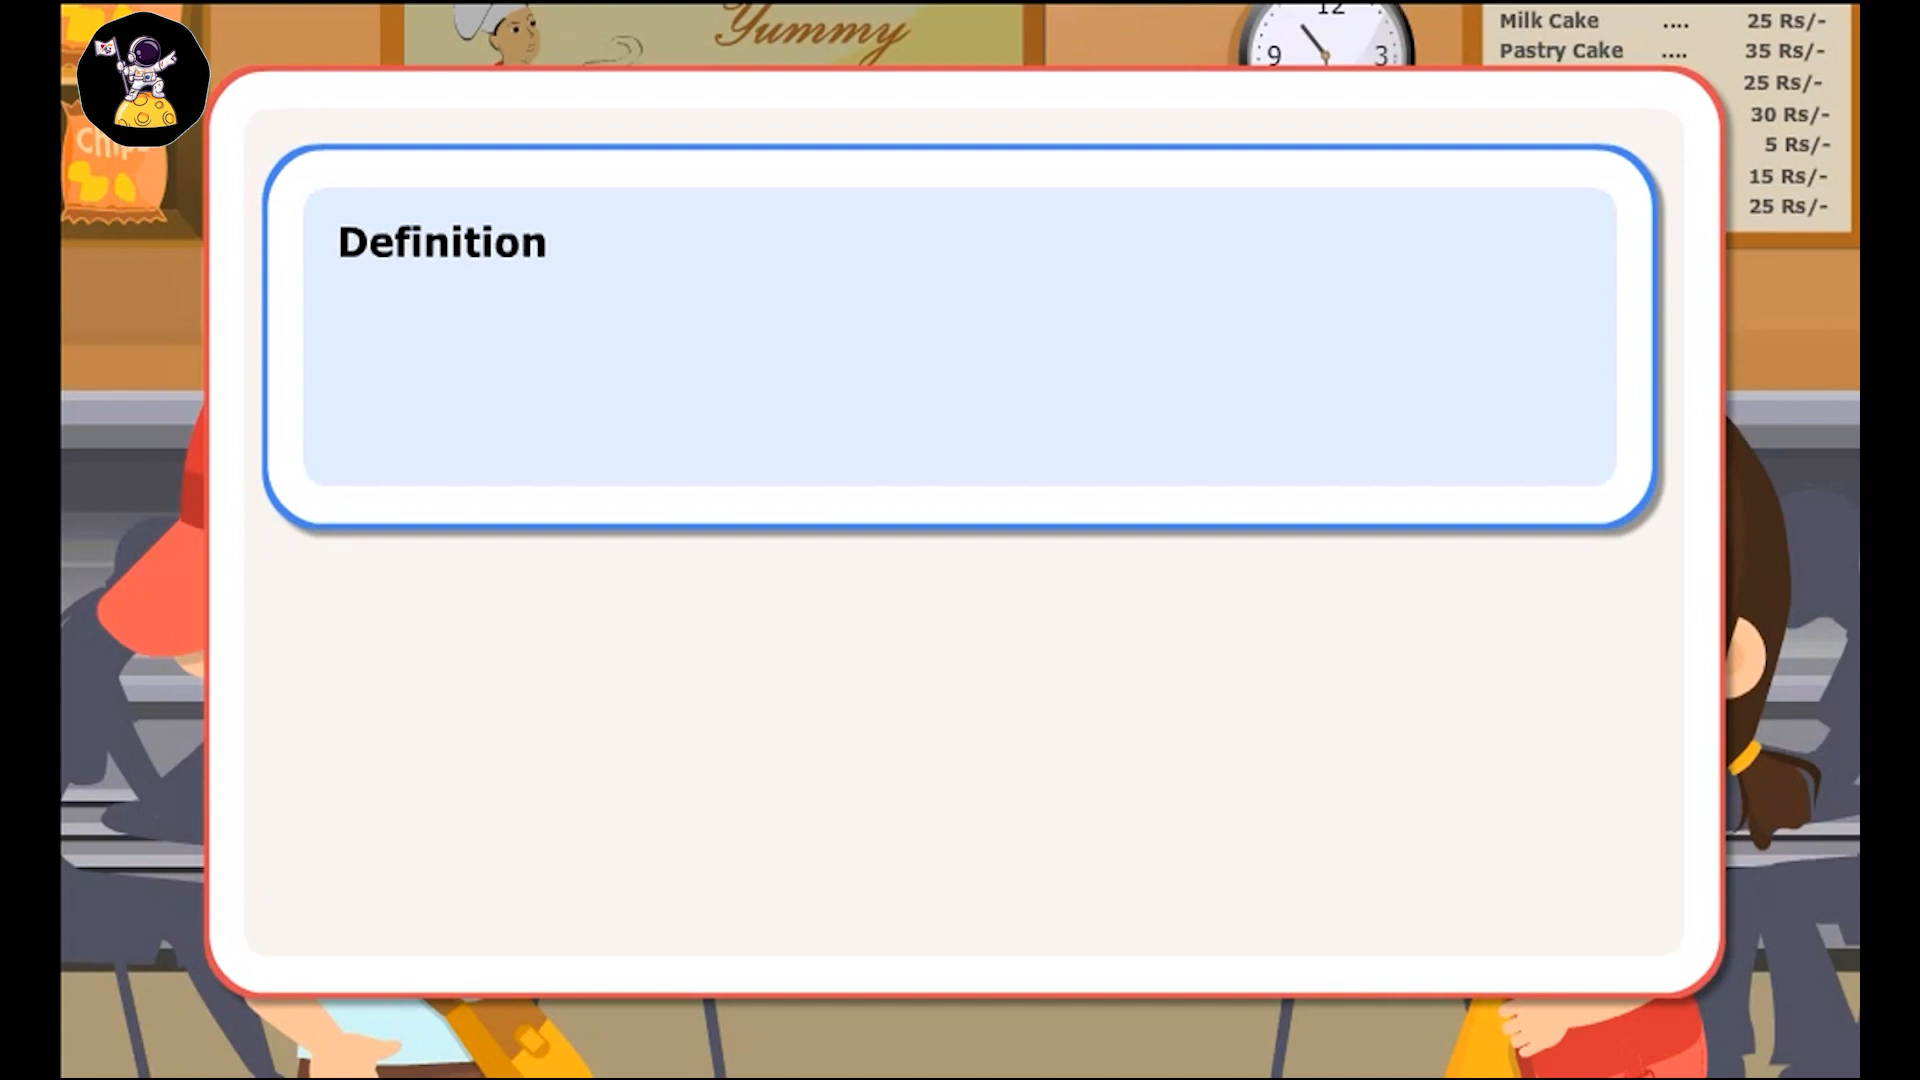 Yummy
12
9 3
Milk Cake .... 25 Rs/-
Pastry Cake .... 35 Rs/-
25 Rs/-
30 Rs/-
5 Rs/-
15 Rs/-
25 Rs/-
Chips
Definition